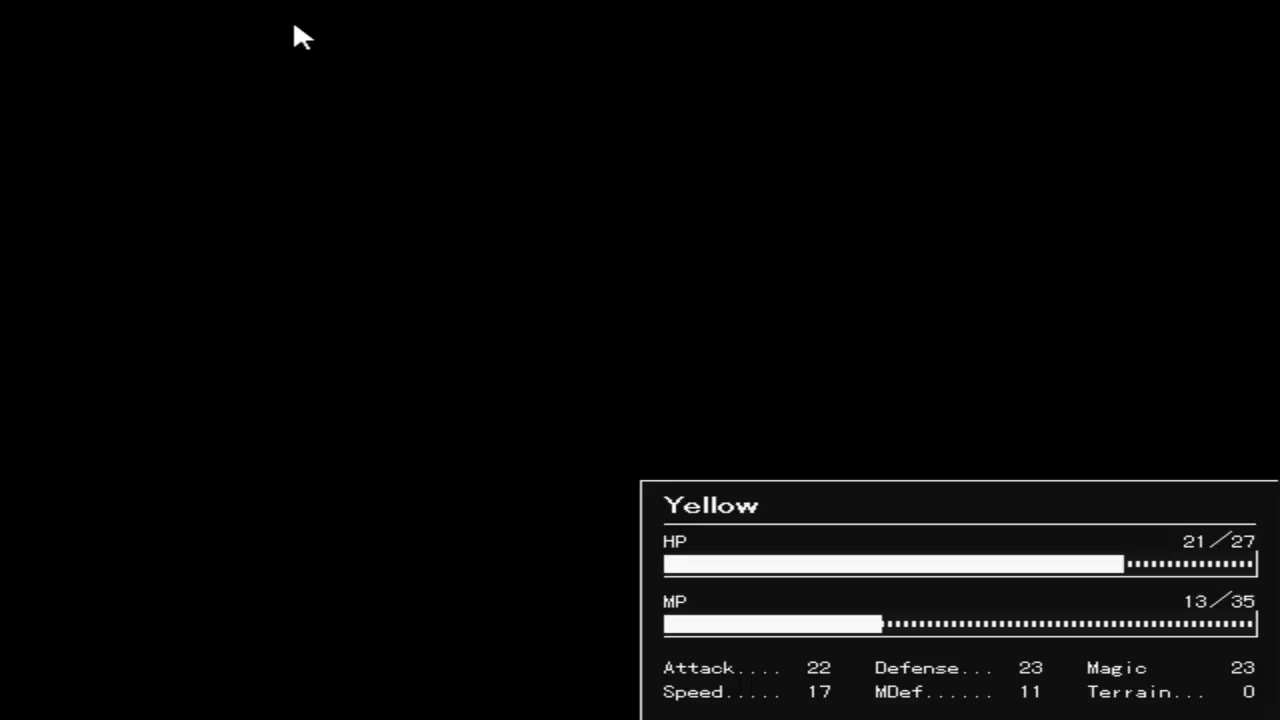 Yellow
HP 21/27
MP 13/35
Attack.... 22 Defense... 23 Magic 23
Speed..... 17 MDef...... 11 Terrain... 0